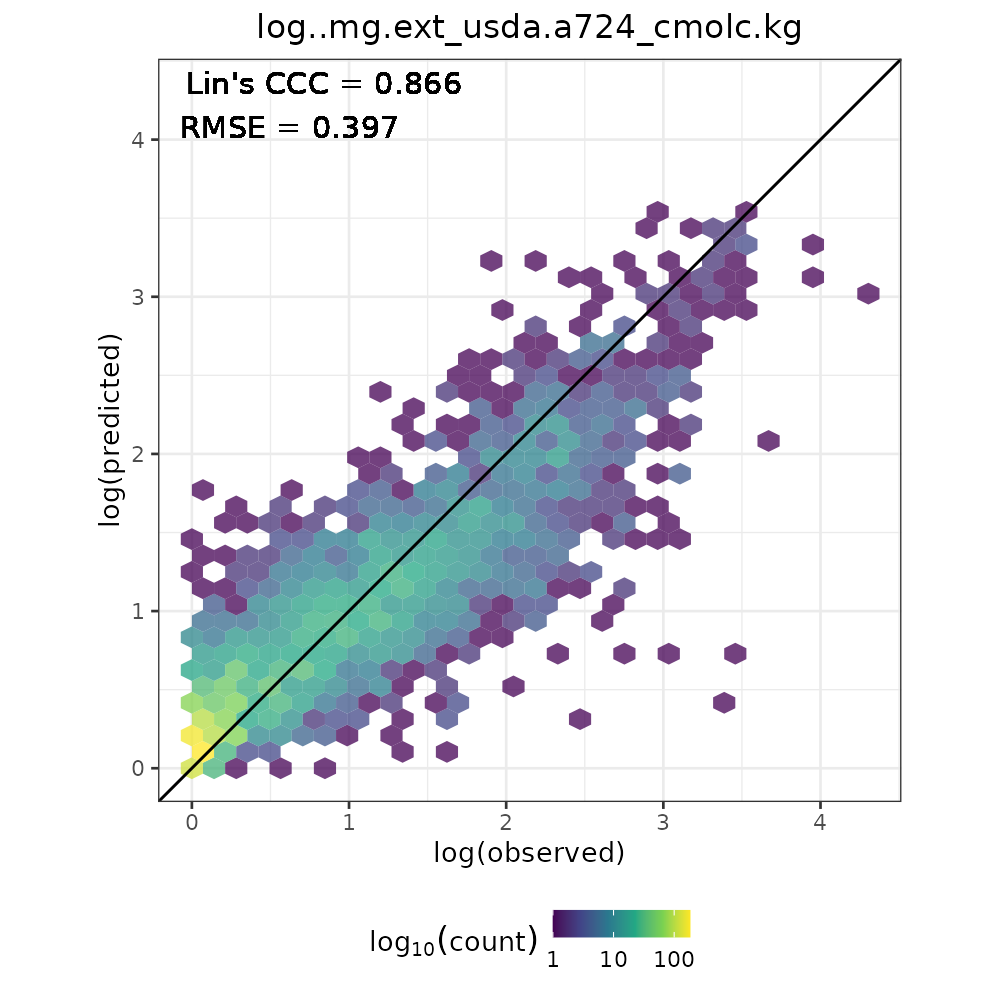 log..mg.ext_usda.a724_cmolc.kg
Lin's CCC = 0.866
RMSE = 0.397
4
3
2
1
0
log(predicted)
0 1 2 3 4
log(observed)
log10(count)
1 10 100